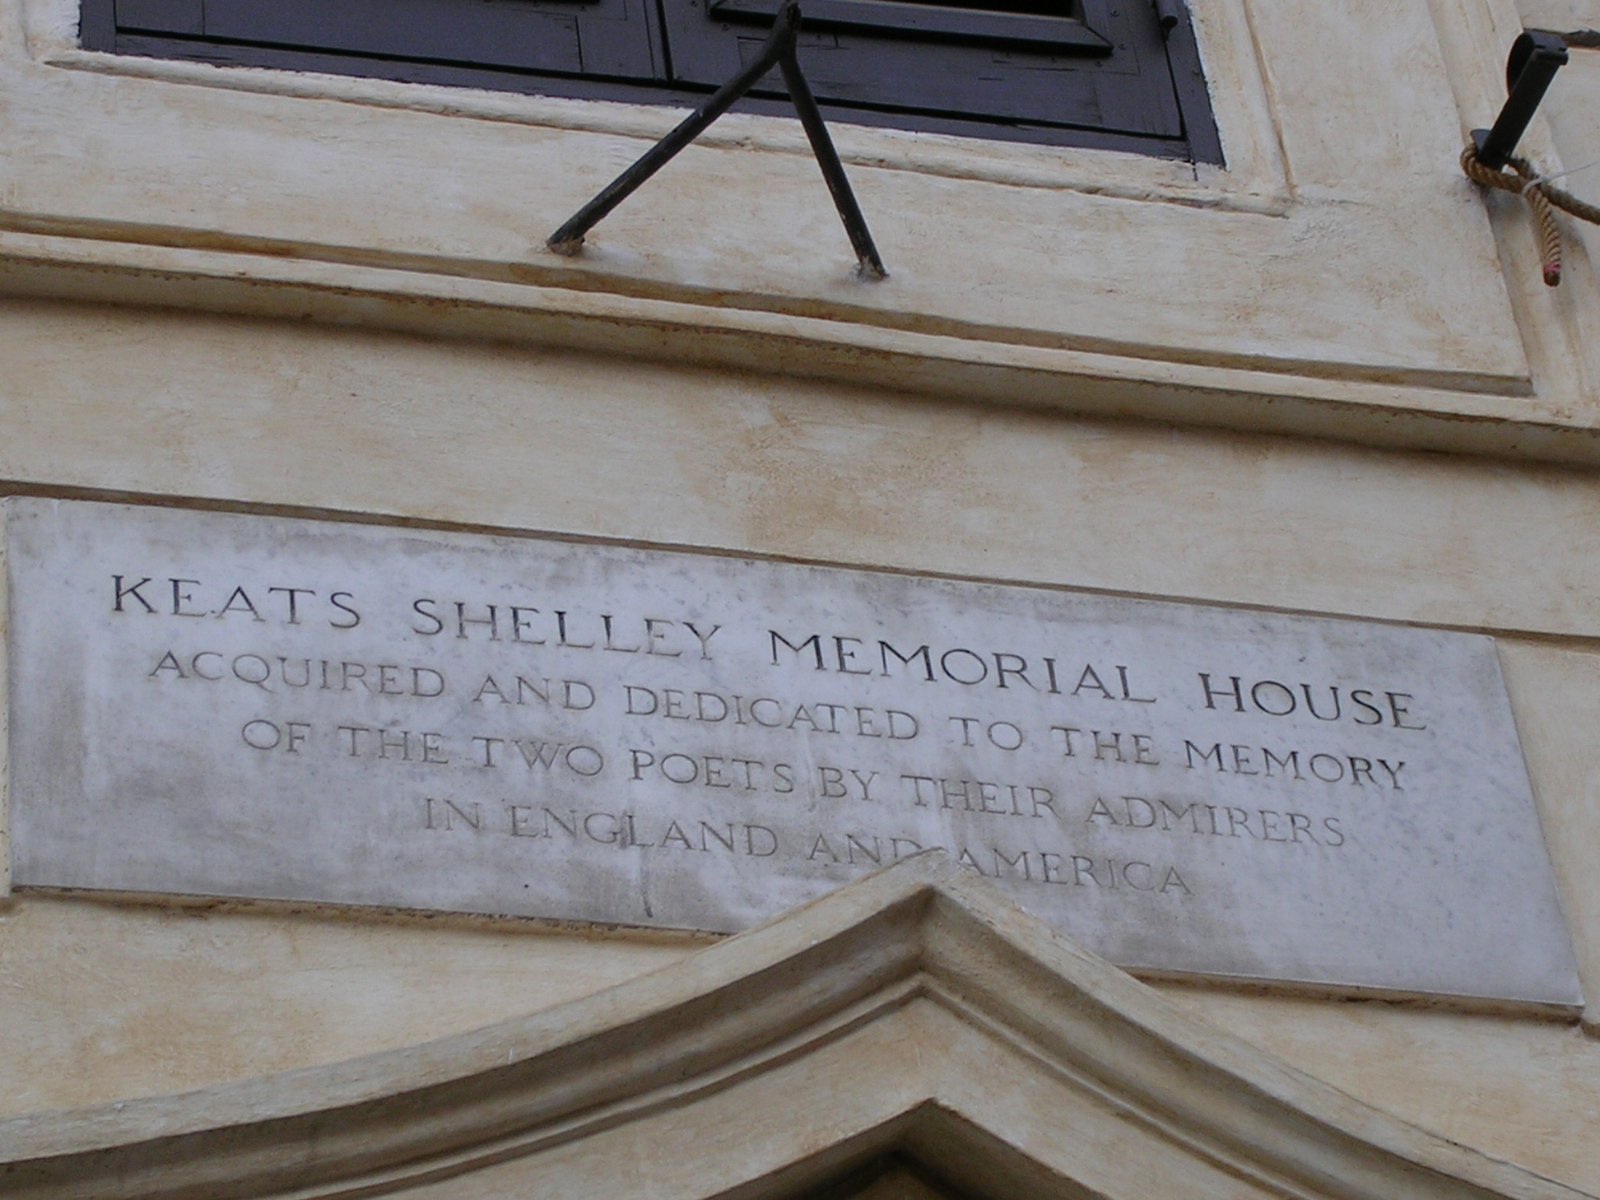 KEATS SHELLEY MEMORIAL HOUSE
ACQUIRED AND DEDICATED TO THE MEMORY
OF THE TWO POETS BY THEIR ADMIRERS
IN ENGLAND AND AMERICA